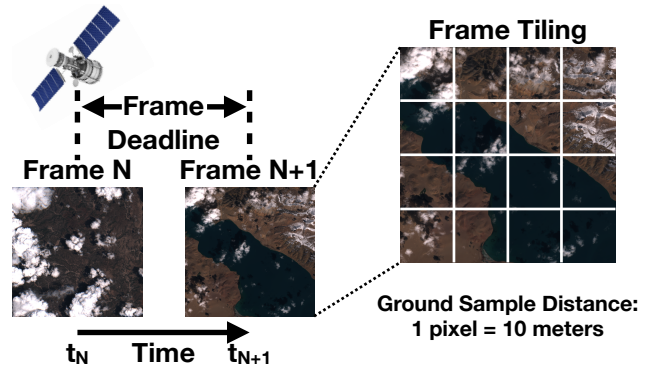 Frame Tiling
Frame
Deadline
Frame N
Frame N+1
Ground Sample Distance:
1 pixel = 10 meters
tN
Time
tN+1